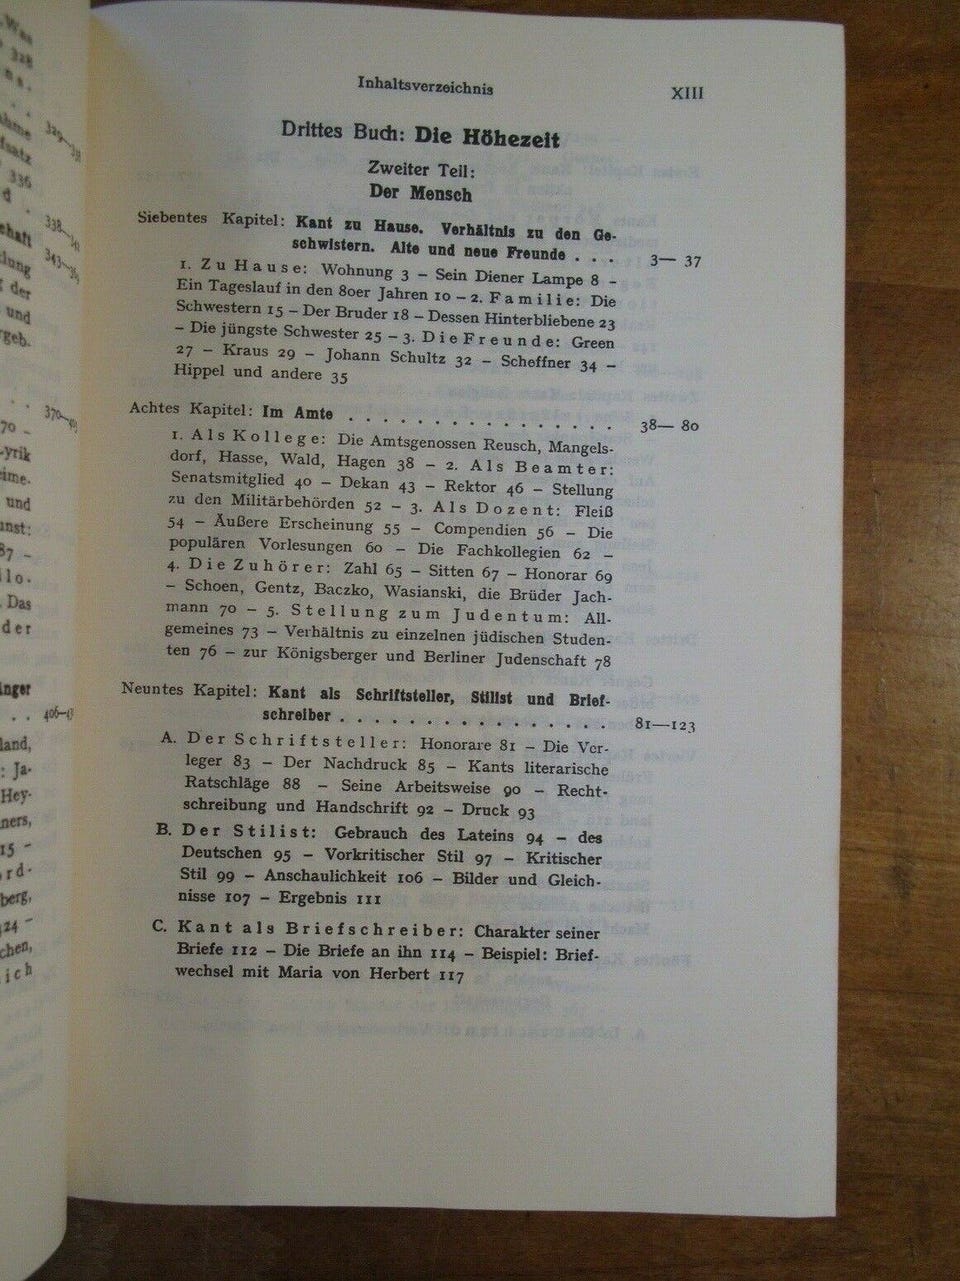 Inhaltsverzeichnis XIII
Drittes Buch: Die Höhezeit
Zweiter Teil:
Der Mensch
Siebentes Kapitel: Kant zu Hause. Verhältnis zu den Ge-
schwistern. Alte und neue Freunde . . . 3— 37
1. Zu Hause: Wohnung 3 – Sein Diener Lampe 8 –
Ein Tageslauf in den 80er Jahren 10 – 2. Familie: Die
Schwestern 15 – Der Bruder 18 – Dessen Hinterbliebene 23
– Die jüngste Schwester 25 – 3. Die Freunde: Green
27 – Kraus 29 – Johann Schultz 32 – Scheffner 34 –
Hippel und andere 35
Achtes Kapitel: Im Amte . . . . . . . . . . . . . . . . 38— 80
1. Als Kollege: Die Amtsgenossen Reusch, Mangels-
dorf, Hasse, Wald, Hagen 38 – 2. Als Beamter:
Senatsmitglied 40 – Dekan 43 – Rektor 46 – Stellung
zu den Militärbehörden 52 – 3. Als Dozent: Fleiß
54 – Äußere Erscheinung 55 – Compendien 56 – Die
populären Vorlesungen 60 – Die Fachkollegien 62 –
4. Die Zuhörer: Zahl 65 – Sitten 67 – Honorar 69
– Schoen, Gentz, Baczko, Wasianski, die Brüder Jach-
mann 70 – 5. Stellung zum Judentum: All-
gemeines 73 – Verhältnis zu einzelnen jüdischen Studen-
ten 76 – zur Königsberger und Berliner Judenschaft 78
Neuntes Kapitel: Kant als Schriftsteller, Stilist und Brief-
schreiber . . . . . . . . . . . . . . . . 81—123
A. Der Schriftsteller: Honorare 81 – Die Ver-
leger 83 – Der Nachdruck 85 – Kants literarische
Ratschläge 88 – Seine Arbeitsweise 90 – Recht-
schreibung und Handschrift 92 – Druck 93
B. Der Stilist: Gebrauch des Lateins 94 – des
Deutschen 95 – Vorkritischer Stil 97 – Kritischer
Stil 99 – Anschaulichkeit 106 – Bilder und Gleich-
nisse 107 – Ergebnis 111
C. Kant als Briefschreiber: Charakter seiner
Briefe 112 – Die Briefe an ihn 114 – Beispiel: Brief-
wechsel mit Maria von Herbert 117